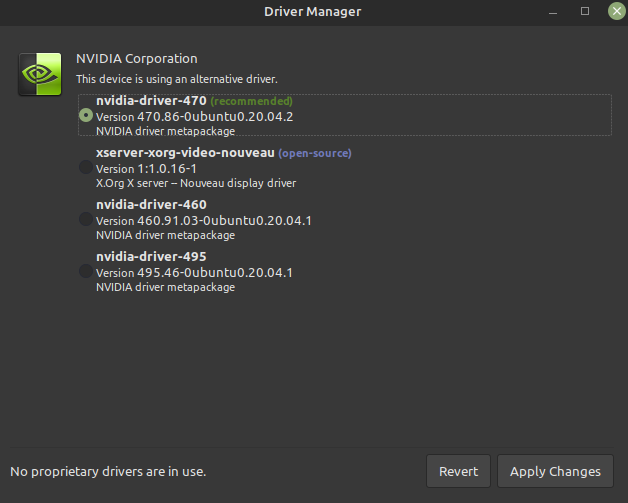 Driver Manager
NVIDIA Corporation
This device is using an alternative driver.
nvidia-driver-470 (recommended)
Version 470.86-0ubuntu0.20.04.2
NVIDIA driver metapackage
xserver-xorg-video-nouveau (open-source)
Version 1:1.0.16-1
X.Org X server – Nouveau display driver
nvidia-driver-460
Version 460.91.03-0ubuntu0.20.04.1
NVIDIA driver metapackage
nvidia-driver-495
Version 495.46-0ubuntu0.20.04.1
NVIDIA driver metapackage
No proprietary drivers are in use.
Revert
Apply Changes